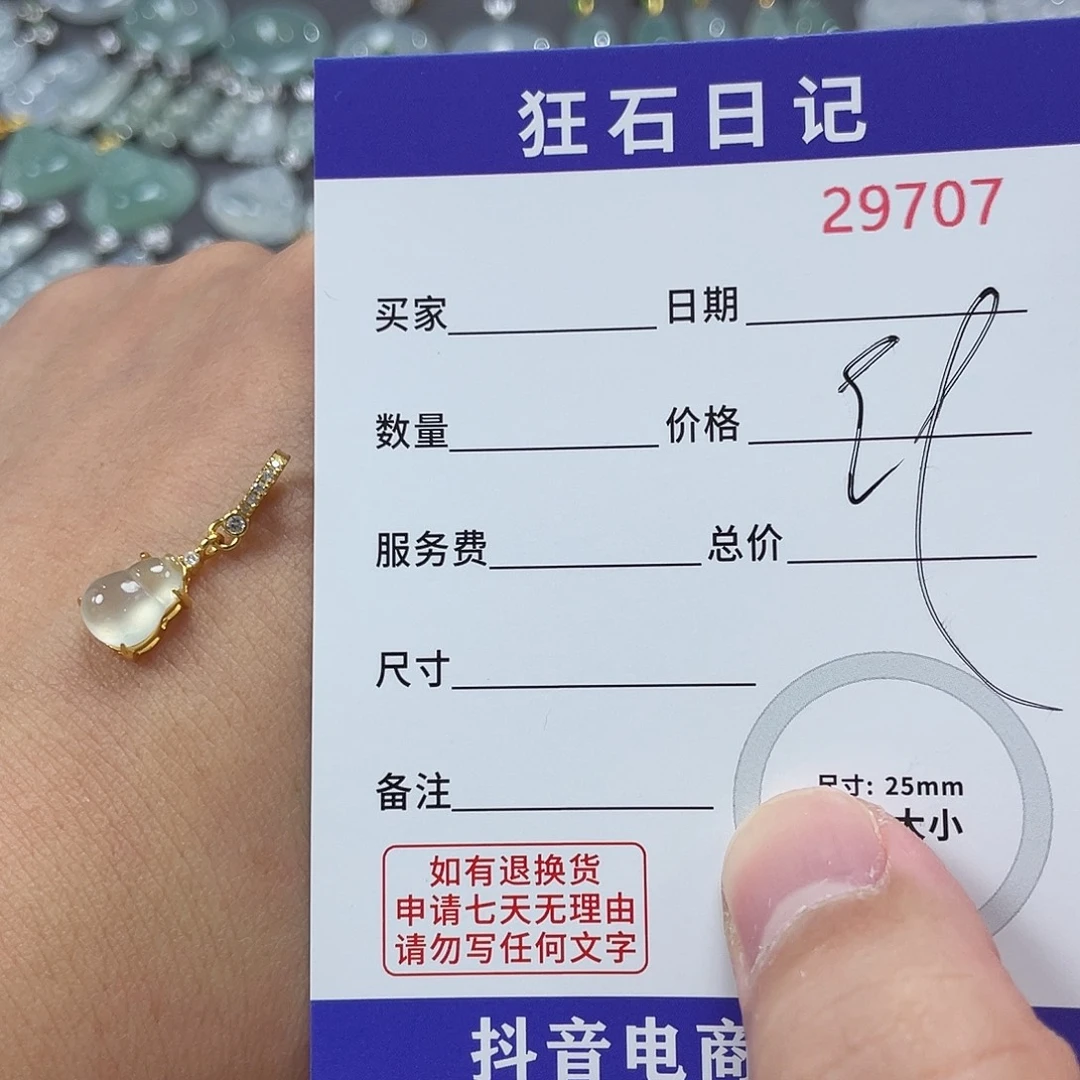 狂石日记
29707
买家 日期
数量 价格
服务费 总价
尺寸
尺寸: 25mm
备注
大小
如有退换货
申请七天无理由
请勿写任何文字
抖音电商